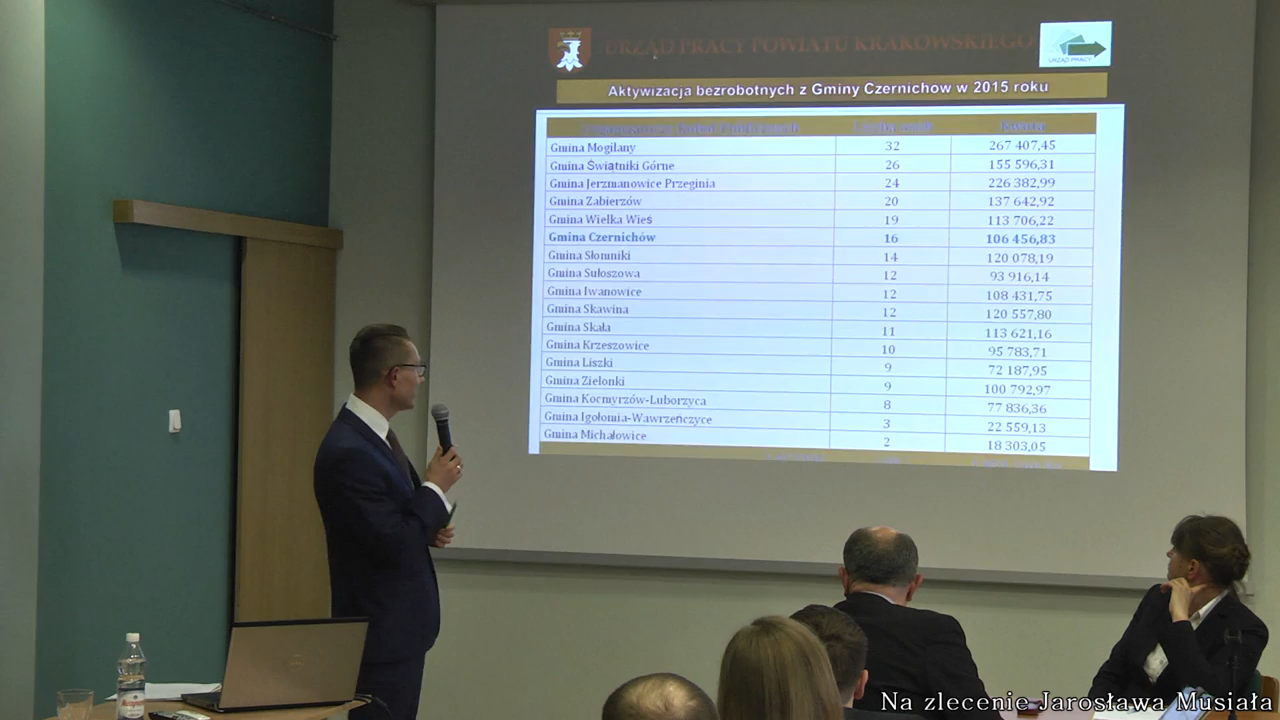 URZĄD PRACY POWIATU KRAKOWSKIEGO
URZĄD PRACY
Aktywizacja bezrobotnych z Gminy Czernichów w 2015 roku
Kwota
Gmina Mogilany 32 267 407,45
Gmina Świątniki Górne 26 155 596,31
Gmina Jerzmanowice Przeginia 24 226 382,99
Gmina Zabierzów 20 137 642,92
Gmina Wielka Wieś 19 113 706,22
Gmina Czernichów 16 106 456,83
Gmina Słomniki 14 120 078,19
Gmina Sułoszowa 12 93 916,14
Gmina Iwanowice 12 108 431,75
Gmina Skawina 12 120 557,80
Gmina Skała 11 113 621,16
Gmina Krzeszowice 10 95 783,71
Gmina Liszki 9 72 187,95
Gmina Zielonki 9 100 792,97
Gmina Kocmyrzów-Luborzyca 8 77 836,36
Gmina Igołomia-Wawrzeńczyce 3 22 559,13
Gmina Michałowice 2 18 303,05
Na zlecenie Jarosława Musiała